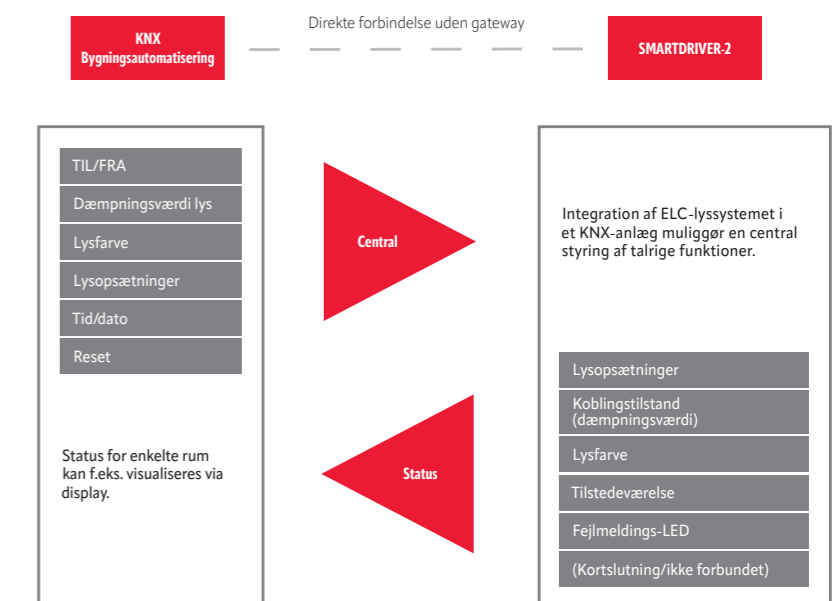 Direkte forbindelse uden gateway
KNX
Bygningsautomatisering
SMARTDRIVER-2
TIL/FRA
Dæmpningsværdi lys
Lysfarve
Lysopsætninger
Tid/dato
Reset
Status for enkelte rum
kan f.eks. visualiseres via
display.
Central
Status
Integration af ELC-lyssystemet i
et KNX-anlæg muliggør en central
styring af talrige funktioner.
Lysopsætninger
Koblingstilstand
(dæmpningsværdi)
Lysfarve
Tilstedeværelse
Fejlmeldings-LED
(Kortslutning/ikke forbundet)